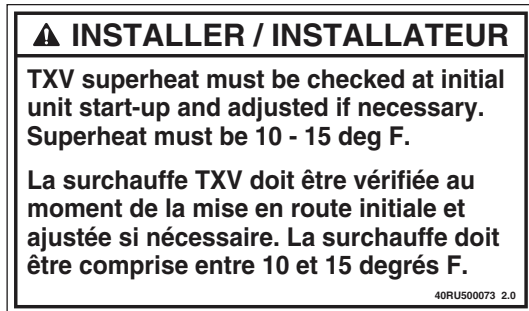 ⚠ INSTALLER / INSTALLATEUR
TXV superheat must be checked at initial
unit start-up and adjusted if necessary.
Superheat must be 10 - 15 deg F.
La surchauffe TXV doit être vérifiée au
moment de la mise en route initiale et
ajustée si nécessaire. La surchauffe doit
être comprise entre 10 et 15 degrés F.
40RU500073 2.0